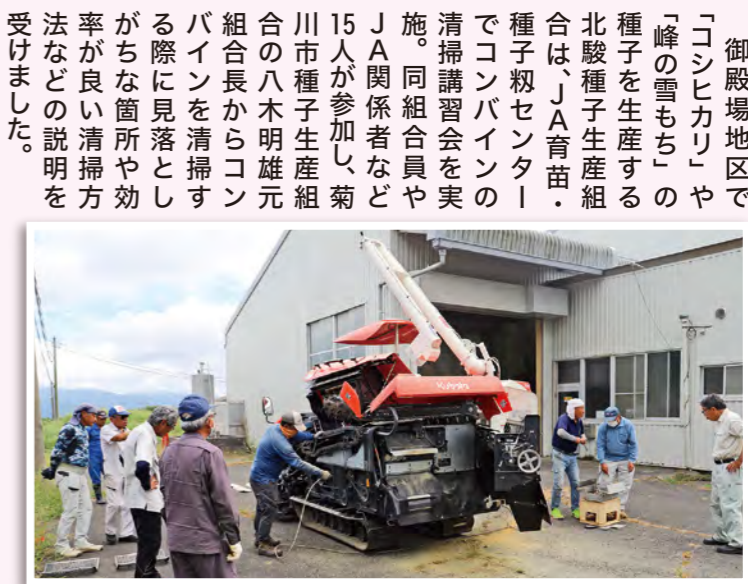 御殿場地区で
「コシヒカリ」や
「峰の雪もち」の
種子を生産する
北駿種子生産組
合は、ＪＡ育苗・
種子籾センター
でコンバインの
清掃講習会を実
施。同組合員や
ＪＡ関係者など
15人が参加し、菊
川市種子生産組
合の八木明雄元
組合長からコン
バインを清掃す
る際に見落とし
がちな箇所や効
率が良い清掃方
法などの説明を
受けました。
Kubota